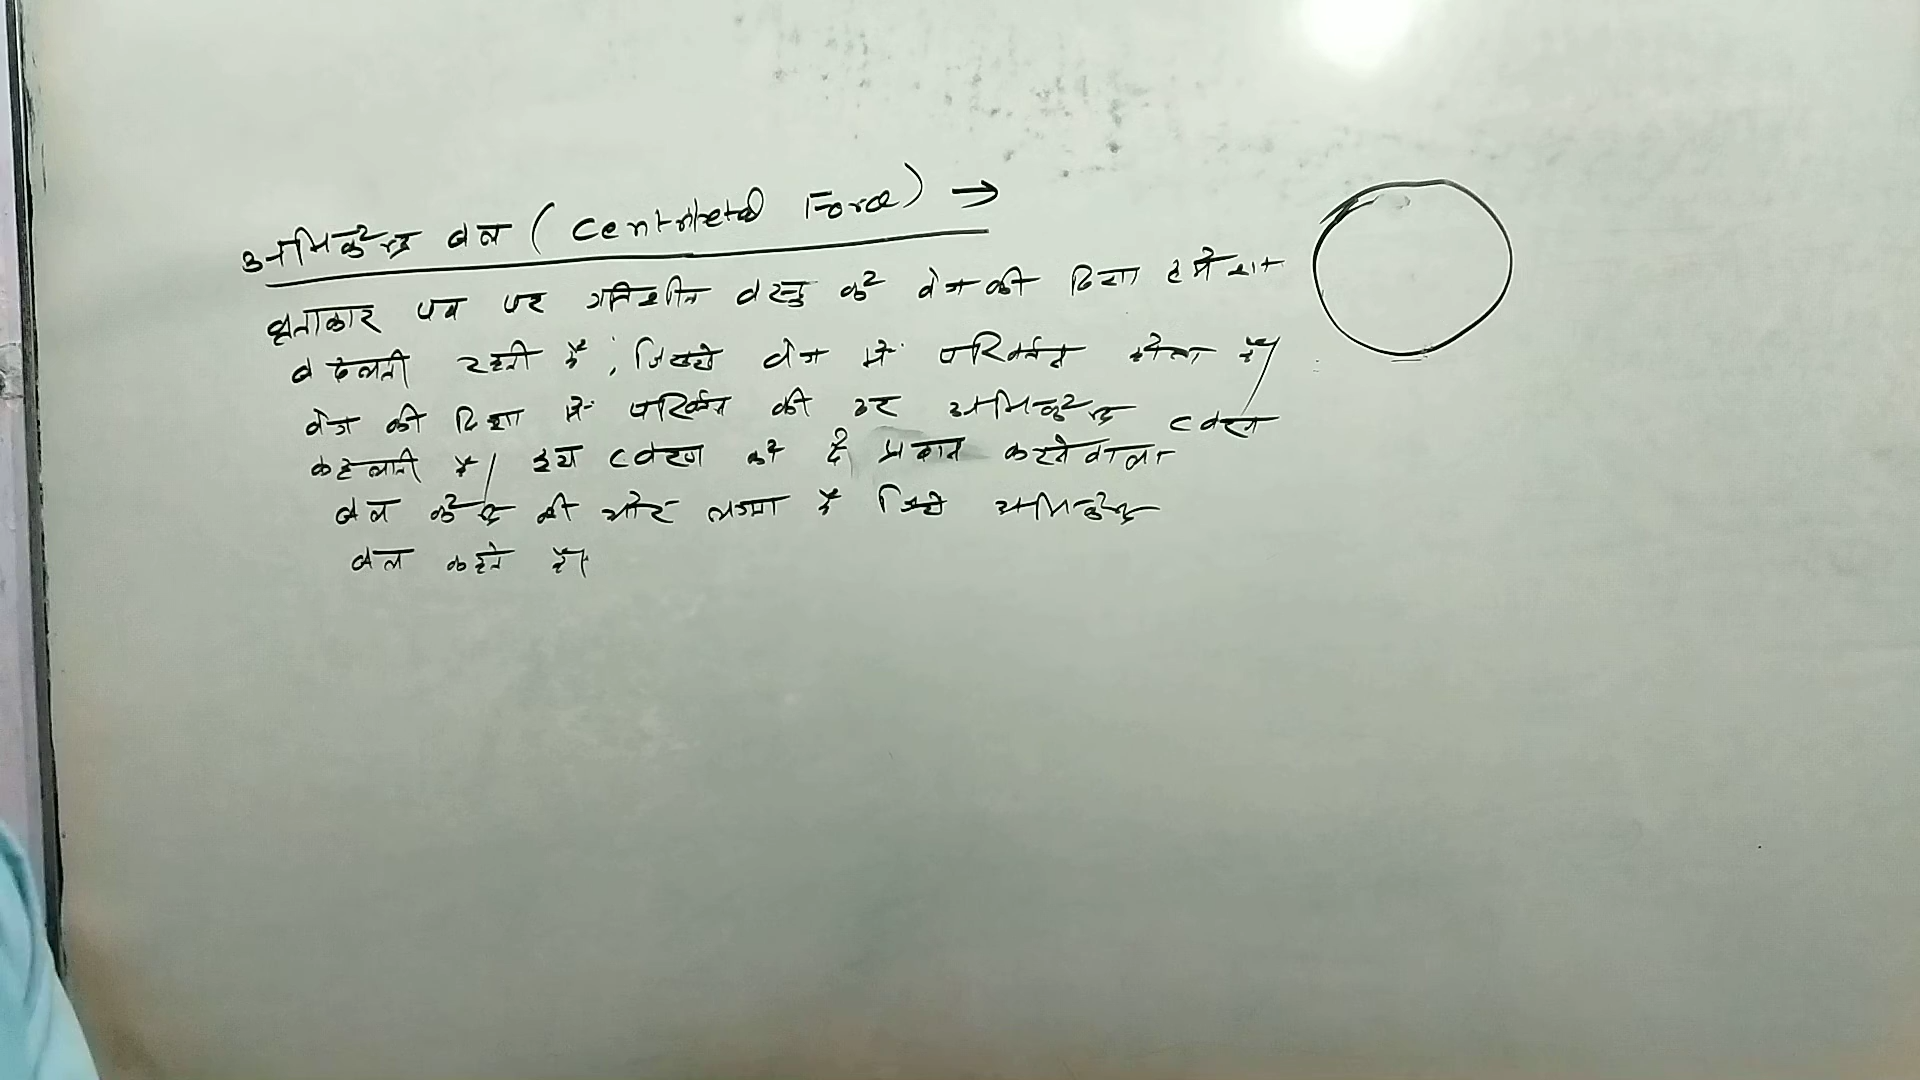 अभिकेन्द्र बल ( Centripetal Force ) →
वृत्ताकार पथ पर गतिशील वस्तु के वेग की दिशा हमेशा
बदलती रहती है, जिससे वेग में परिवर्तन होता है।
वेग की दिशा में परिवर्तन की दर अभिकेन्द्र त्वरण
कहलाती है। इस त्वरण को प्रदान करनेवाला
बल केन्द्र की ओर लगता है जिसे अभिकेन्द्र
बल कहते हैं।